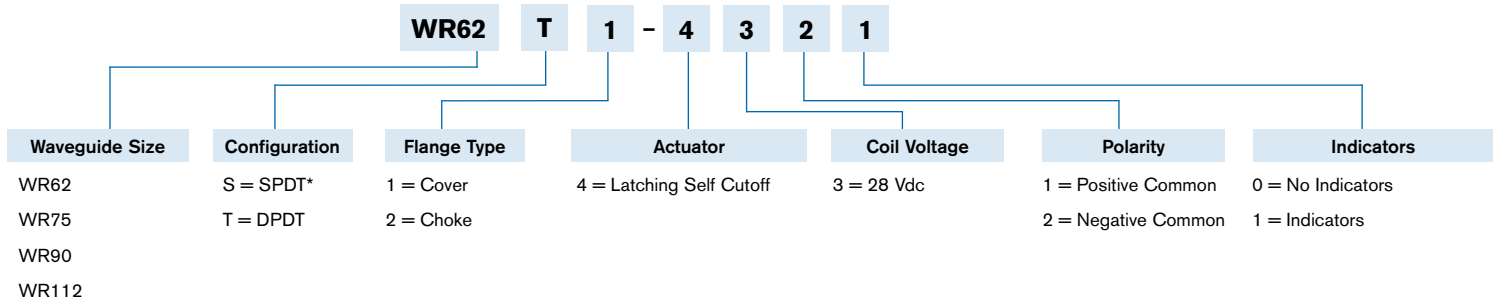 WR62 T 1 - 4 3 2 1
Waveguide Size Configuration Flange Type Actuator Coil Voltage Polarity Indicators
WR62 S = SPDT* 1 = Cover 4 = Latching Self Cutoff 3 = 28 Vdc 1 = Positive Common 0 = No Indicators
WR75 T = DPDT 2 = Choke 2 = Negative Common 1 = Indicators
WR90
WR112